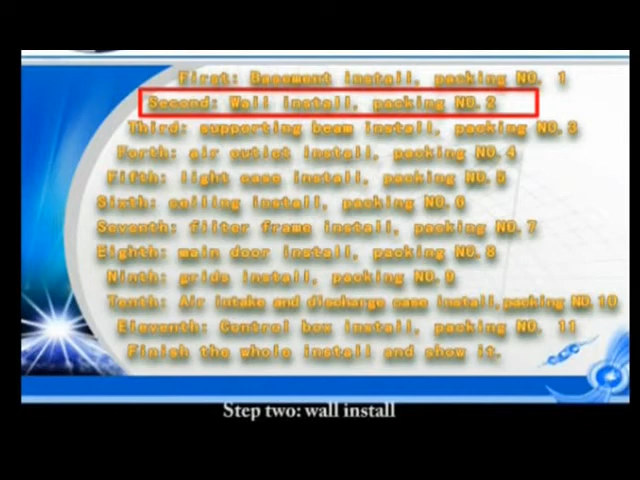 First: Basement install, packing NO. 1
Second: Wall install, packing NO.2
Third: supporting beam install, packing NO.3
Forth: air outlet install, packing NO.4
Fifth: light case install, packing NO.5
Sixth: ceiling install, packing NO.6
Seventh: filter frame install, packing NO.7
Eighth: main door install, packing NO.8
Ninth: grids install, packing NO.9
Tenth: Air intake and discharge case install,packing NO.10
Eleventh: Control box install, packing NO. 11
Finish the whole install and show it.
Step two: wall install